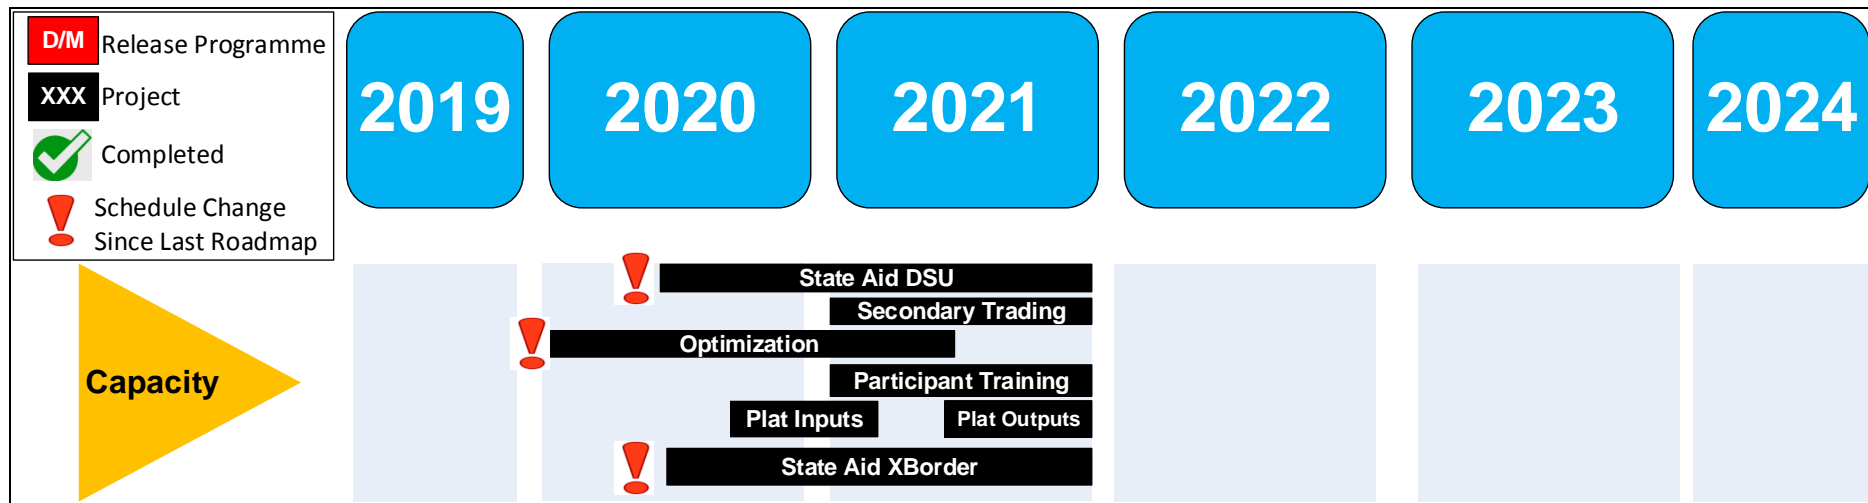 D/M Release Programme
XXX Project
Completed
Schedule Change
Since Last Roadmap
2019 2020 2021 2022 2023 2024
Capacity
State Aid DSU
Secondary Trading
Optimization
Participant Training
Plat Inputs Plat Outputs
State Aid XBorder